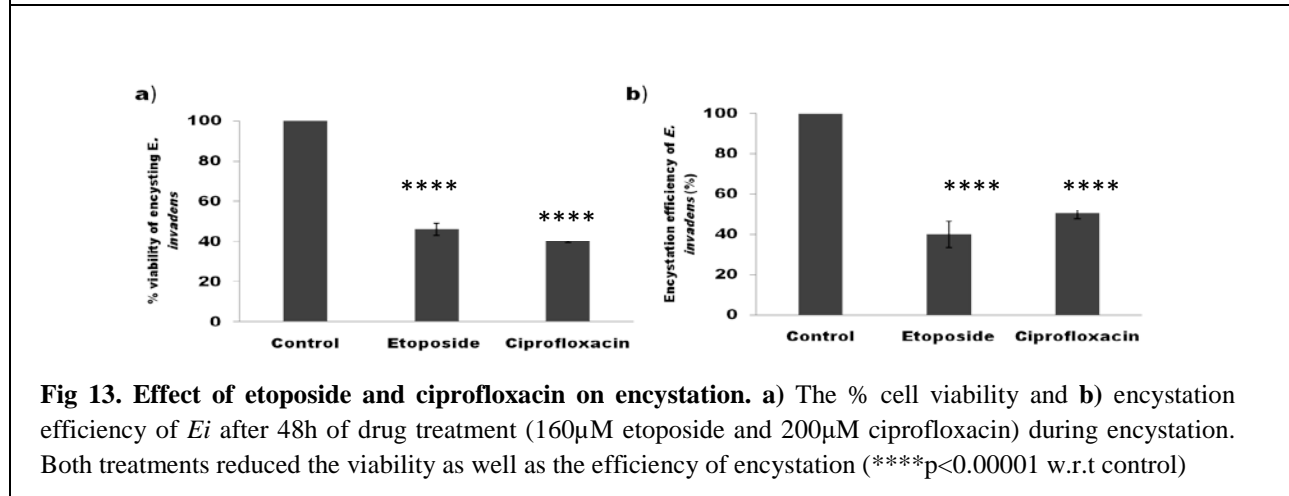 a)
% viability of encysting E.
invadens
100
80
60
40
20
0
****
****
Control Etoposide Ciprofloxacin
b)
Encystation efficiency of E.
invadens (%)
100
80
60
40
20
0
****
****
Control Etoposide Ciprofloxacin
Fig 13. Effect of etoposide and ciprofloxacin on encystation. a) The % cell viability and b) encystation
efficiency of Ei after 48h of drug treatment (160µM etoposide and 200µM ciprofloxacin) during encystation.
Both treatments reduced the viability as well as the efficiency of encystation (****p<0.00001 w.r.t control)